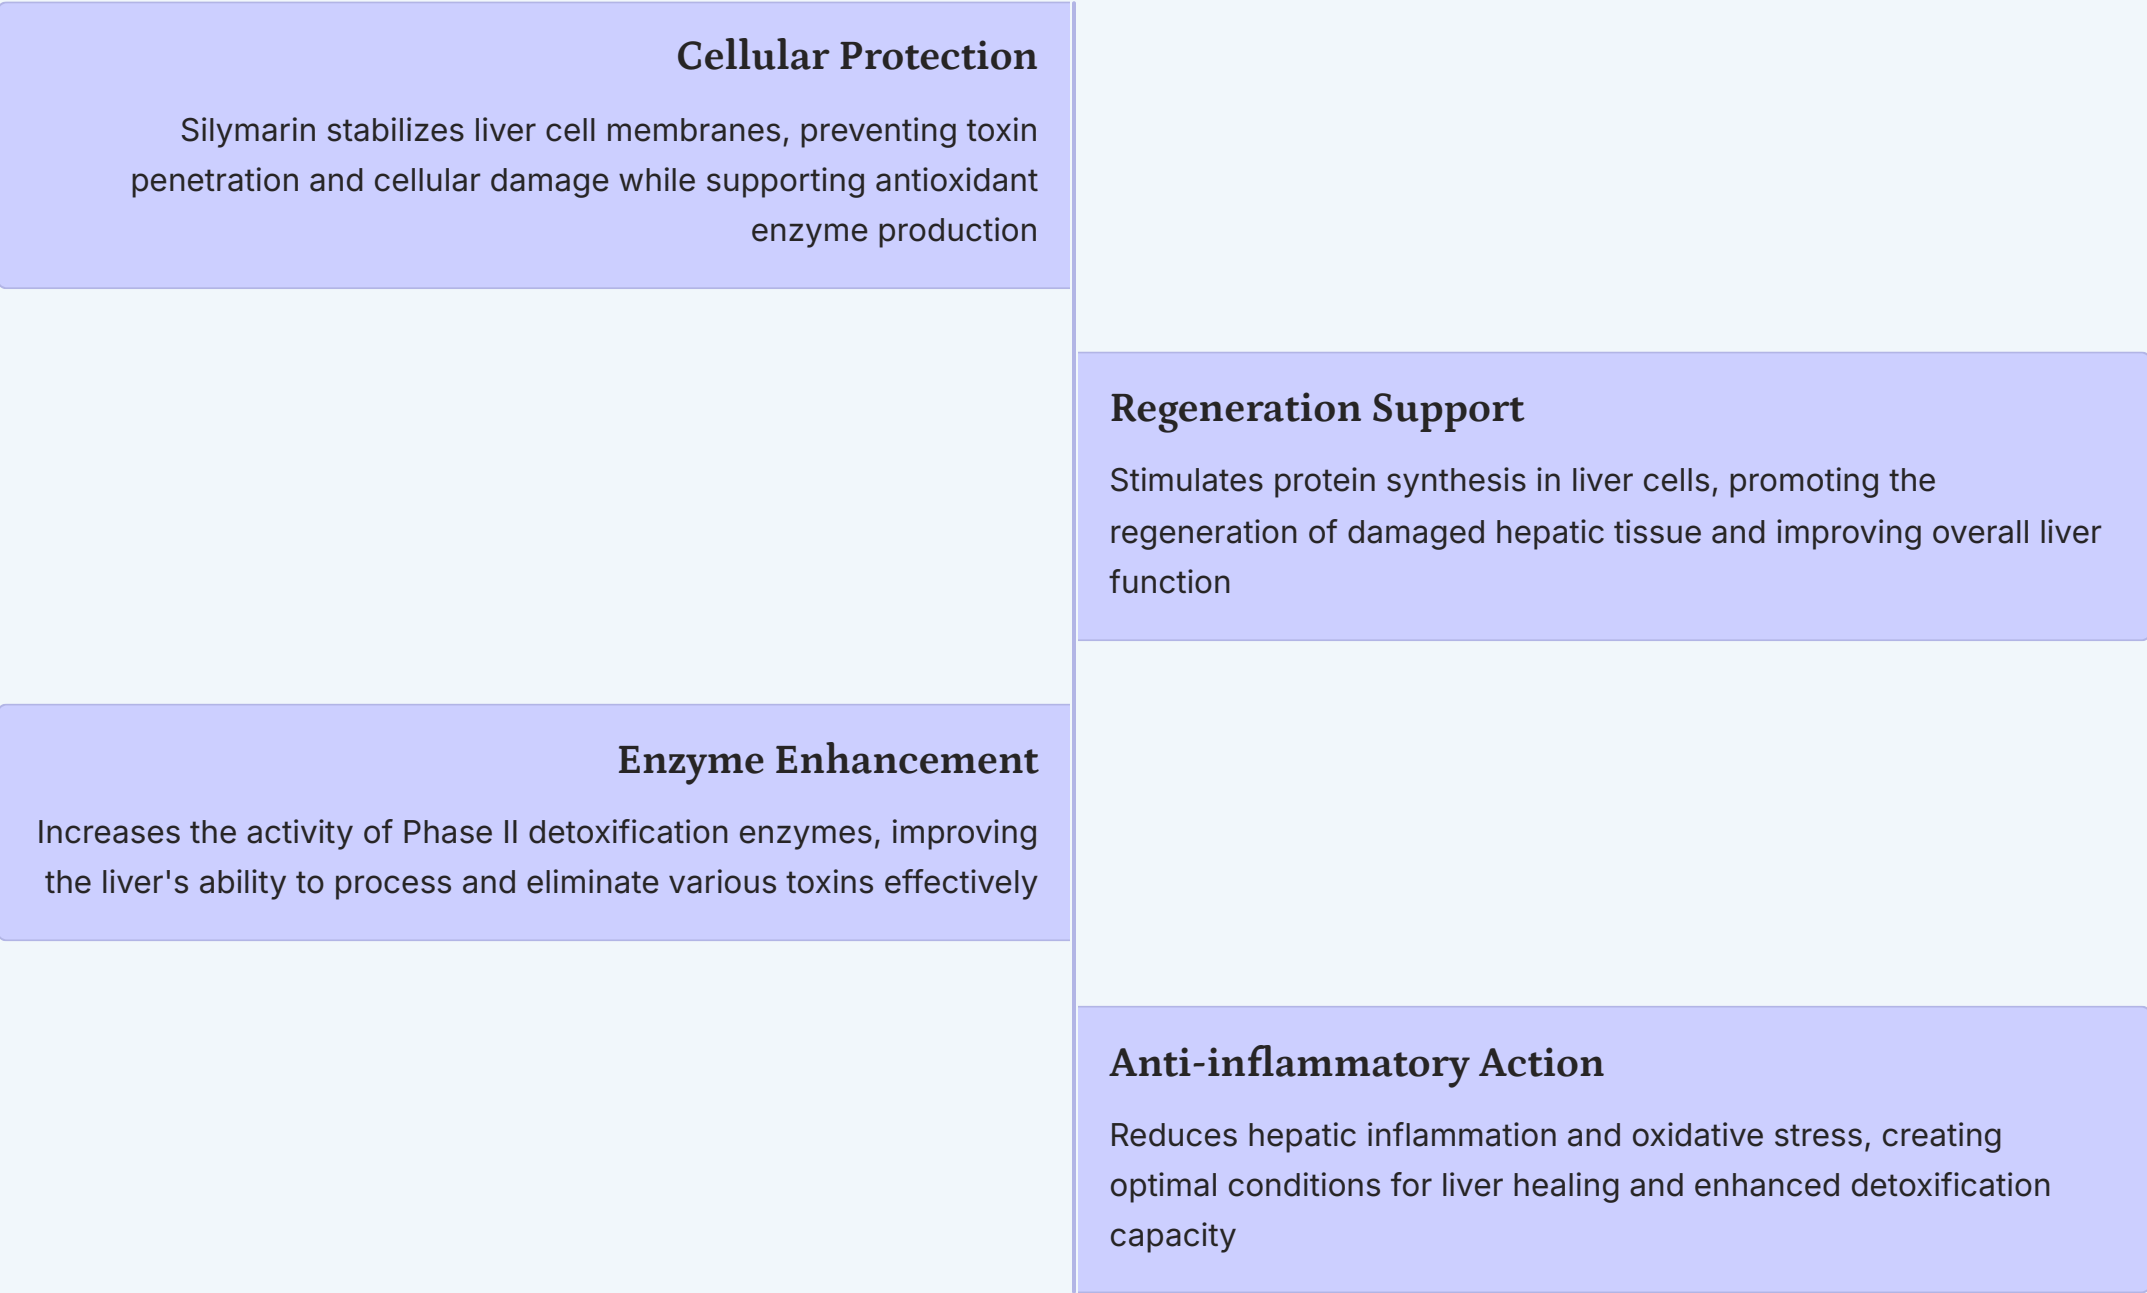 Cellular Protection
Silymarin stabilizes liver cell membranes, preventing toxin
penetration and cellular damage while supporting antioxidant
enzyme production
Regeneration Support
Stimulates protein synthesis in liver cells, promoting the
regeneration of damaged hepatic tissue and improving overall liver
function
Enzyme Enhancement
Increases the activity of Phase II detoxification enzymes, improving
the liver's ability to process and eliminate various toxins effectively
Anti-inflammatory Action
Reduces hepatic inflammation and oxidative stress, creating
optimal conditions for liver healing and enhanced detoxification
capacity